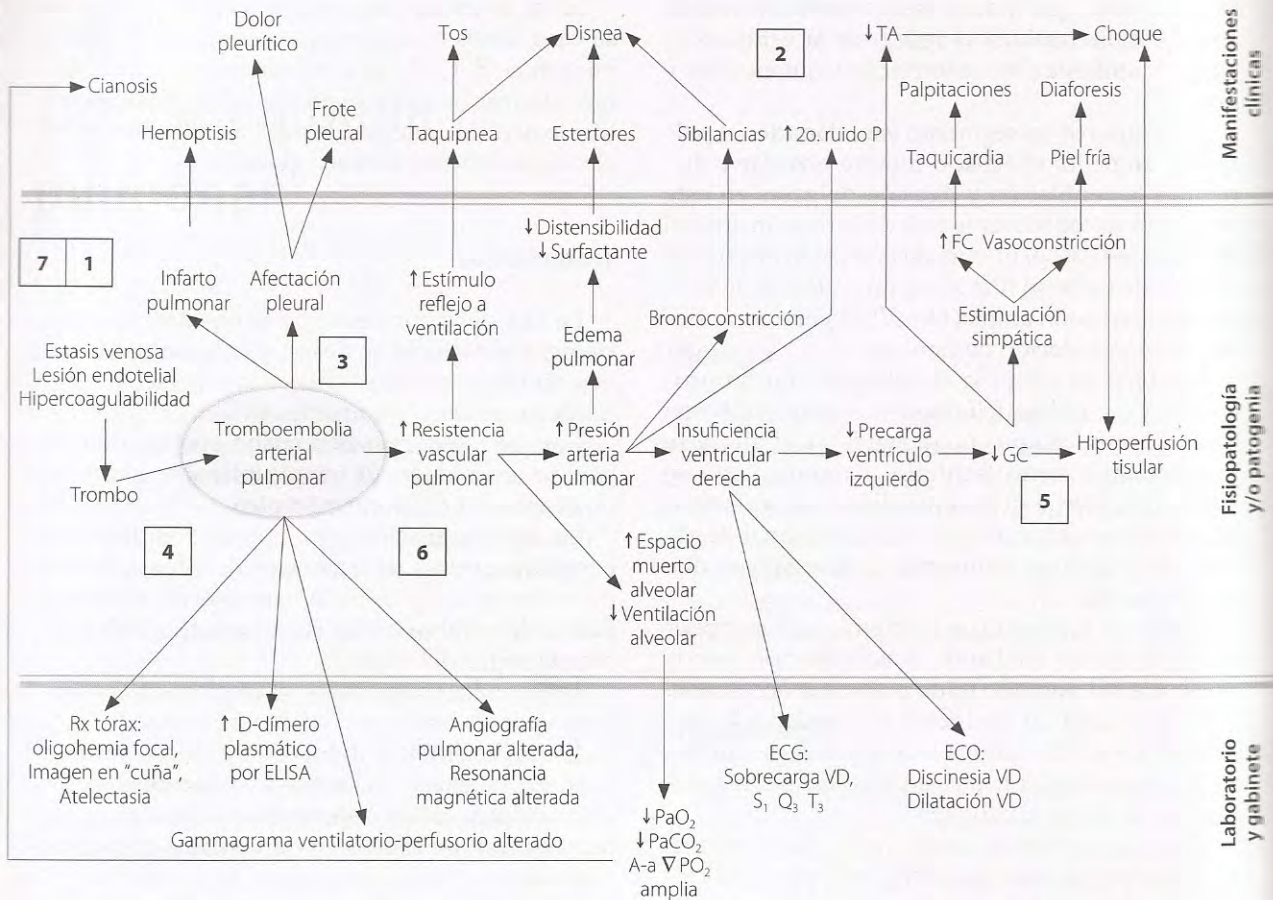 Dolor
pleurítico
Tos
Disnea
2
↓ TA
Choque
Cianosis
Palpitaciones
Diaforesis
Hemoptisis
Frote
pleural
Taquipnea
Estertores
Sibilancias
↑ 2o. ruido P
Taquicardia
Piel fría
Manifestaciones
clínicas
7
1
Infarto
pulmonar
Afectación
pleural
3
↑ Estímulo
reflejo a
ventilación
↓ Distensibilidad
↓ Surfactante
Edema
pulmonar
Broncoconstricción
↑ FC
Vasoconstricción
Estimulación
simpática
Estasis venosa
Lesión endotelial
Hipercoagulabilidad
Trombo
Tromboembolia
arterial
pulmonar
↑ Resistencia
vascular
pulmonar
↑ Presión
arteria
pulmonar
Insuficiencia
ventricular
derecha
↓ Precarga
ventrículo
izquierdo
↓ GC
Hipoperfusión
tisular
4
6
5
↑ Espacio
muerto
alveolar
↓ Ventilación
alveolar
Fisiopatología
y/o patogenia
Rx tórax:
oligohemia focal,
Imagen en "cuña",
Atelectasia
↑ D-dímero
plasmático
por ELISA
Angiografía
pulmonar alterada,
Resonancia
magnética alterada
Gammagrama ventilatorio-perfusorio alterado
↓ PaO₂
↓ PaCO₂
A-a ∇ PO₂
amplia
ECG:
Sobrecarga VD,
S₁ Q₃ T₃
ECO:
Discinesia VD
Dilatación VD
Laboratorio
y gabinete